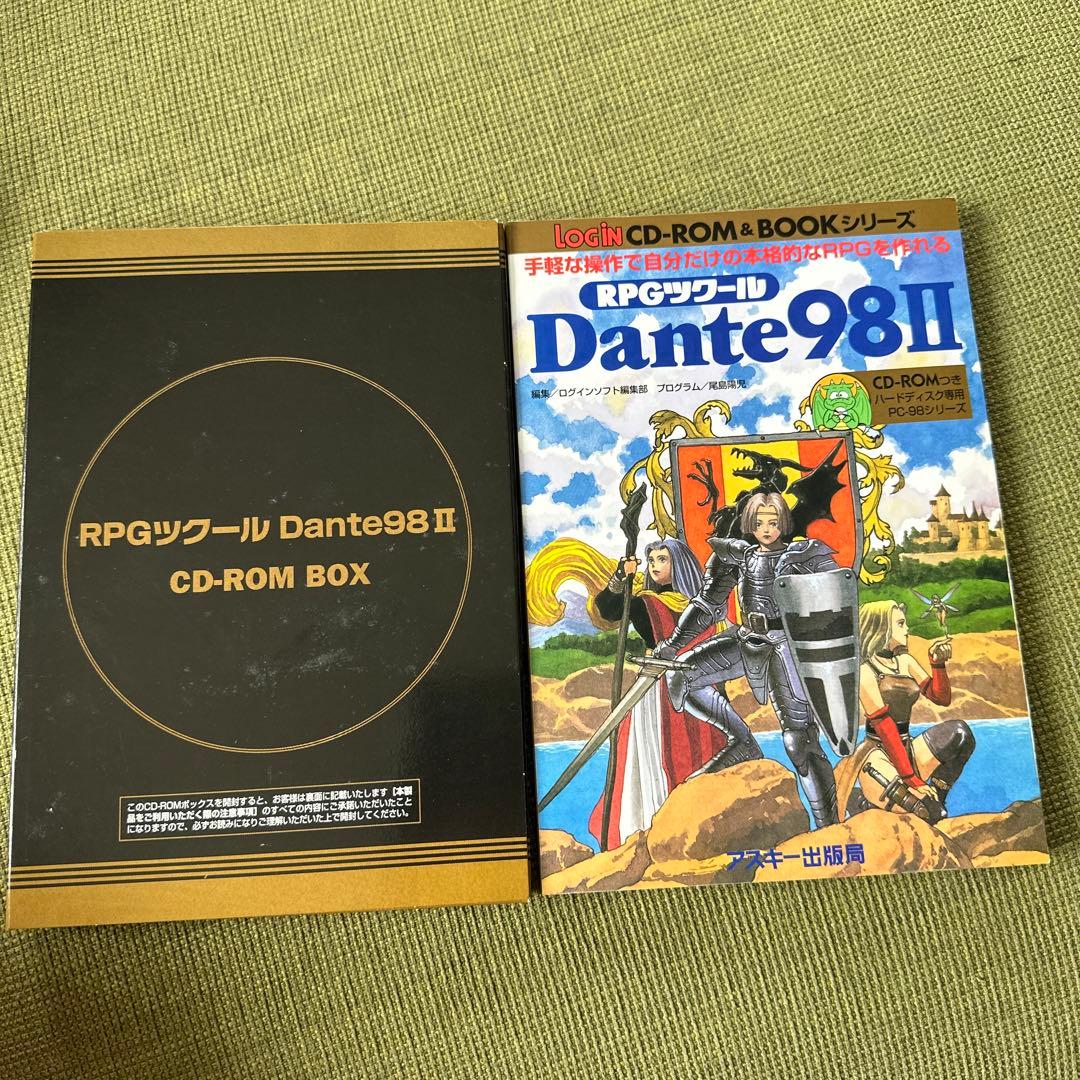 RPGツクール Dante98 II
CD-ROM BOX
このCD-ROMボックスを開封すると、お客様は裏面に記載いたします【本製
品をご利用いただく際の注意事項】のすべての内容にご承諾いただいたこと
になりますので、必ずお読みになりご理解いただいた上で開封してください。
LOGiN CD-ROM & BOOKシリーズ
手軽な操作で自分だけの本格的なRPGを作れる
RPGツクール
Dante98II
編集/ログインソフト編集部 プログラム/尾島陽児
CD-ROMつき
ハードディスク専用
PC-98シリーズ
アスキー出版局